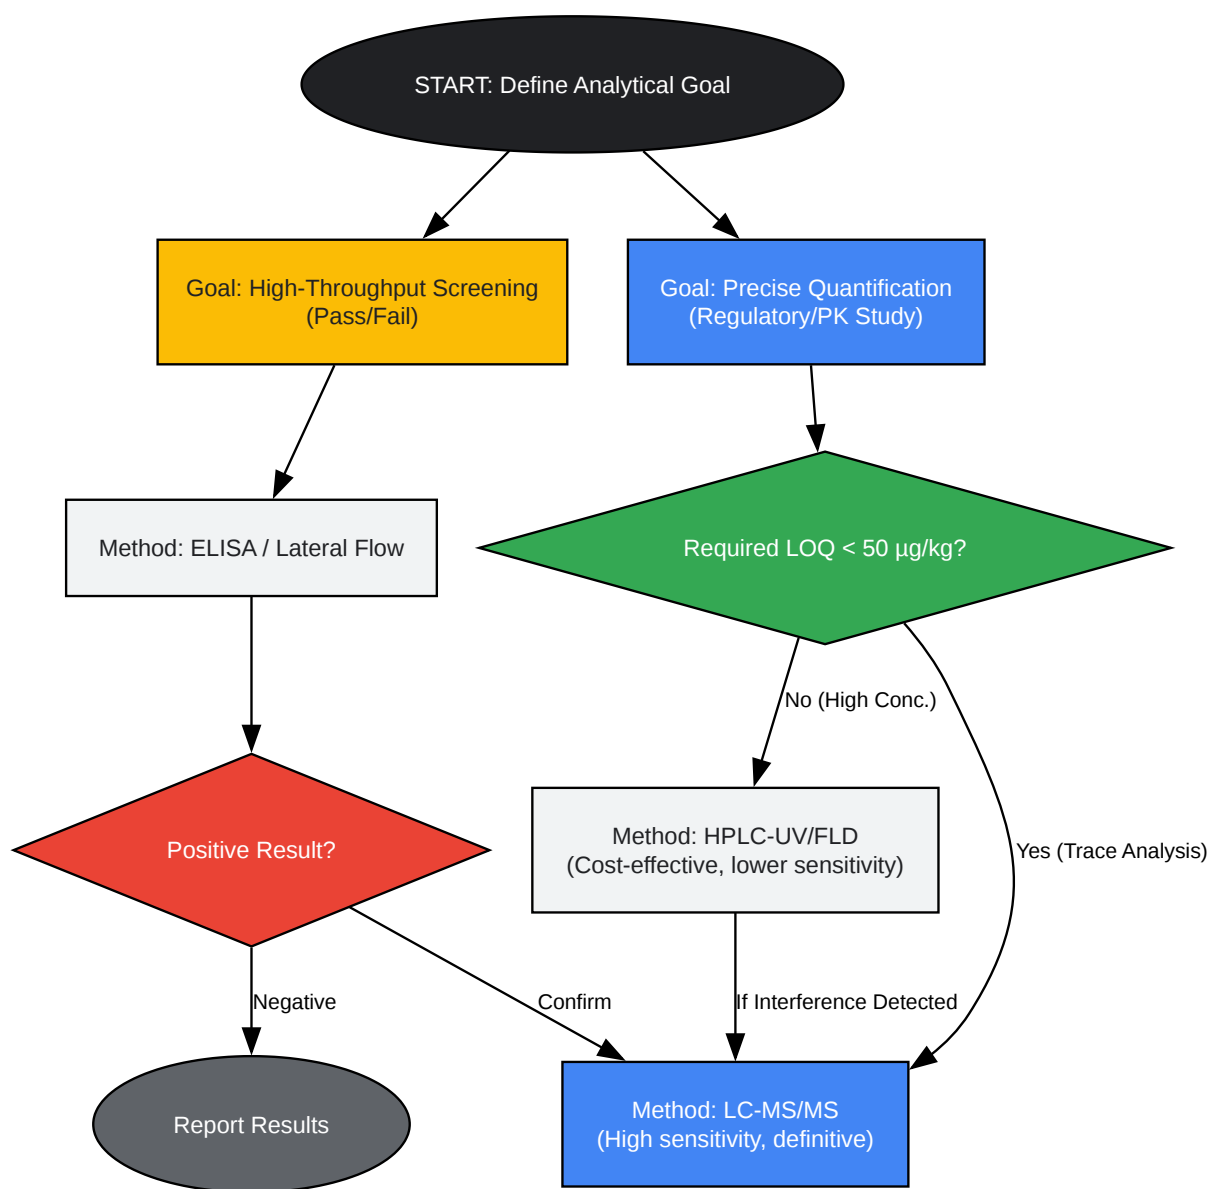 START: Define Analytical Goal
Goal: High-Throughput Screening
(Pass/Fail)
Goal: Precise Quantification
(Regulatory/PK Study)
Method: ELISA / Lateral Flow
Required LOQ < 50 µg/kg?
No (High Conc.)
Positive Result?
Method: HPLC-UV/FLD
(Cost-effective, lower sensitivity)
Yes (Trace Analysis)
Negative
Confirm
If Interference Detected
Report Results
Method: LC-MS/MS
(High sensitivity, definitive)